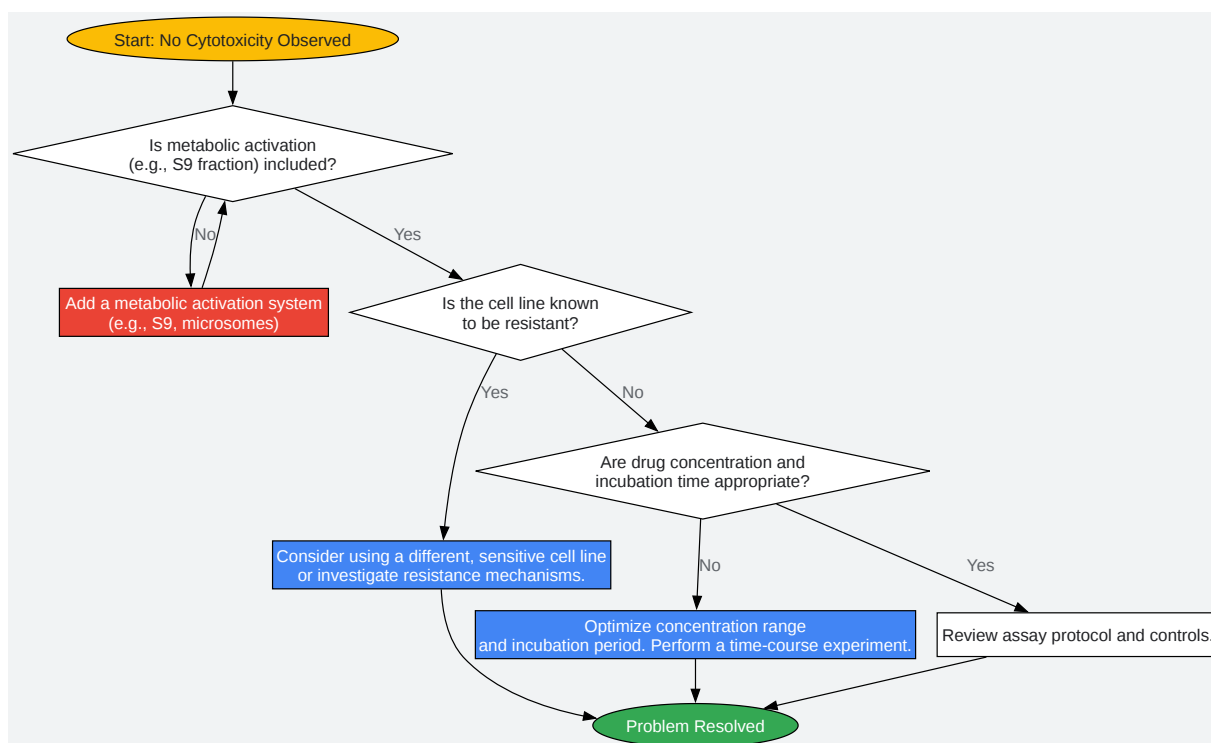 Start: No Cytotoxicity Observed
Is metabolic activation
(e.g., S9 fraction) included?
No
Yes
Add a metabolic activation system
(e.g., S9, microsomes)
Is the cell line known
to be resistant?
Yes
No
Are drug concentration and
incubation time appropriate?
Consider using a different, sensitive cell line
or investigate resistance mechanisms.
No
Yes
Optimize concentration range
and incubation period. Perform a time-course experiment.
Review assay protocol and controls.
Problem Resolved